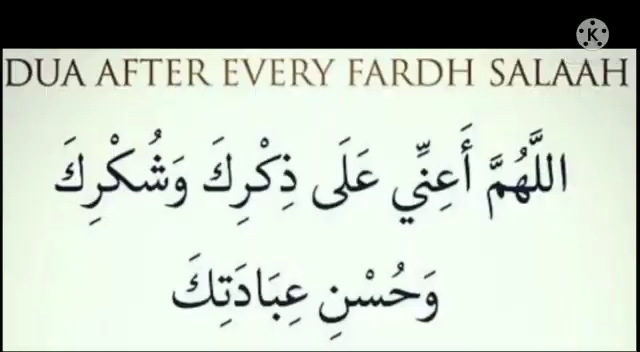 K
DUA AFTER EVERY FARDH SALAAH
اللَّهُمَّ أَعِنِّي عَلَى ذِكْرِكَ وَشُكْرِكَ
وَحُسْنِ عِبَادَتِكَ